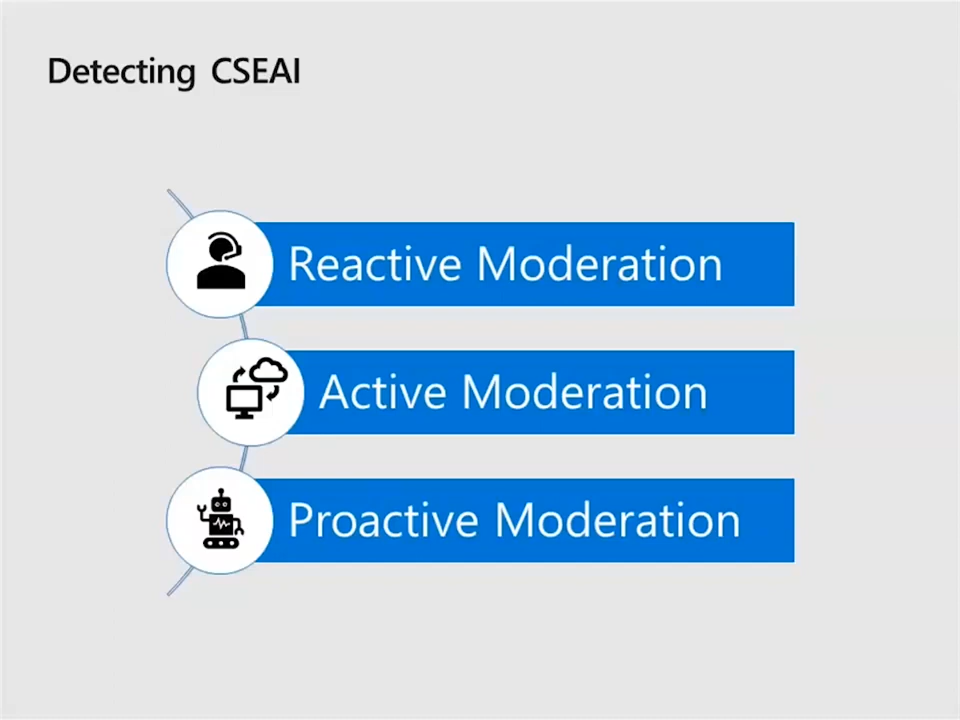 Detecting CSEAI
Reactive Moderation
Active Moderation
Proactive Moderation